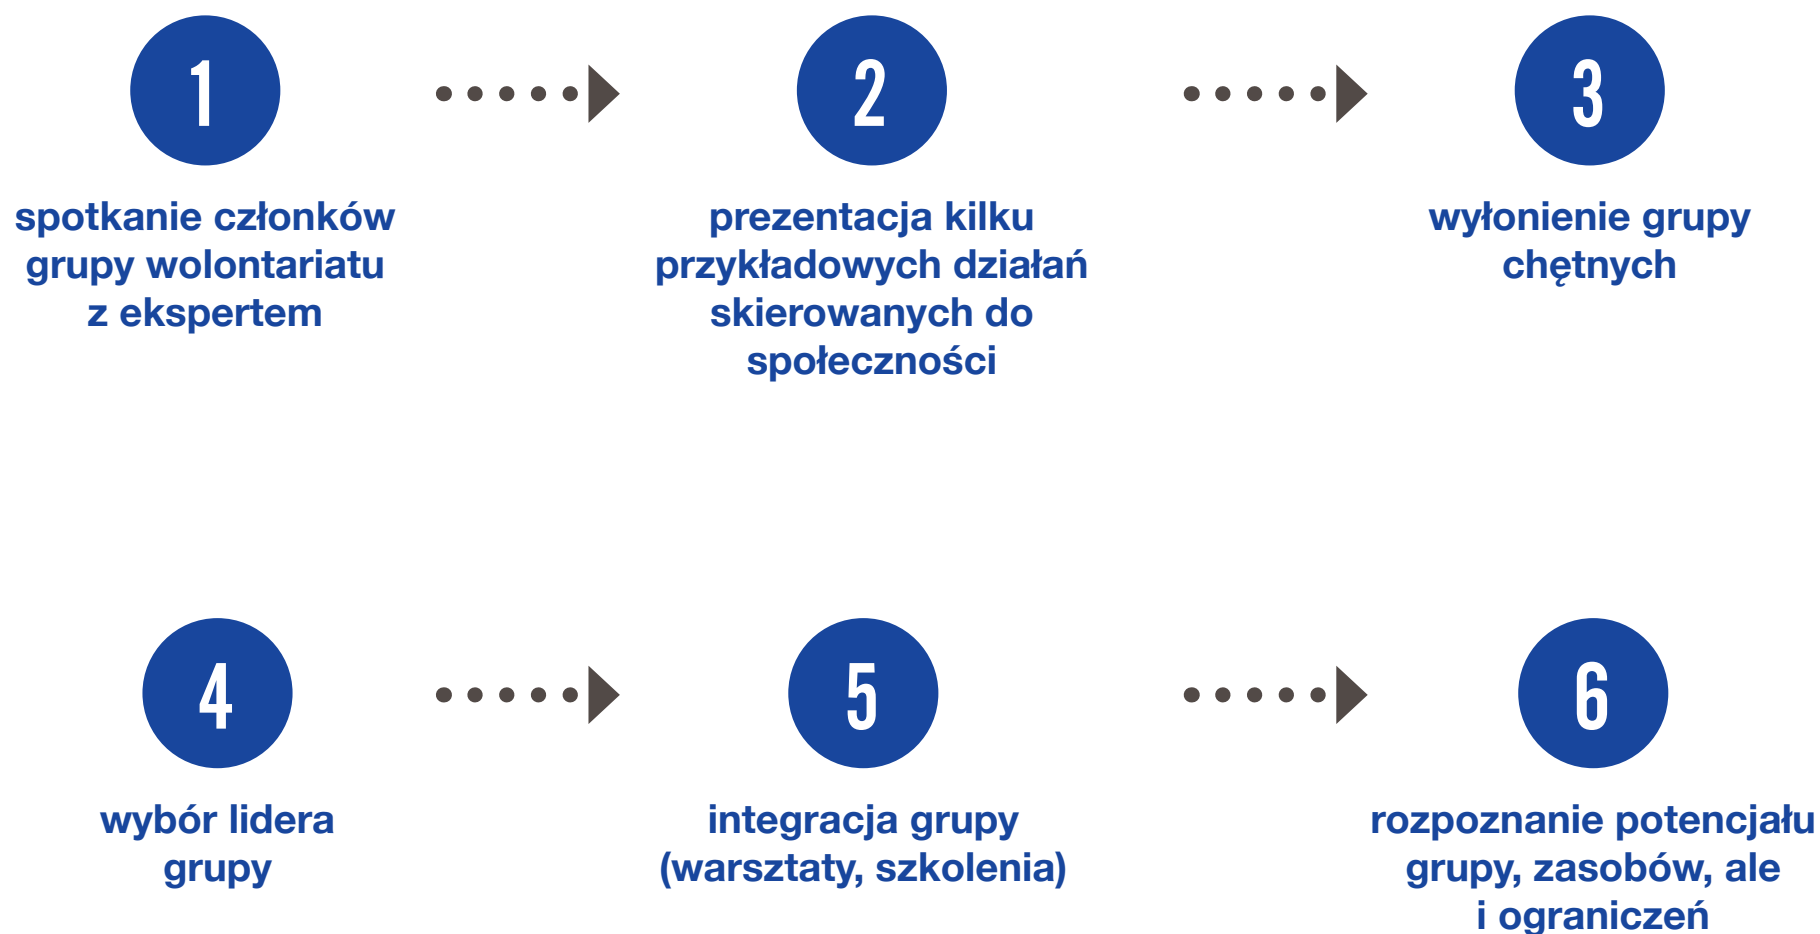 1
spotkanie członków
grupy wolontariatu
z ekspertem
2
prezentacja kilku
przykładowych działań
skierowanych do
społeczności
3
wyłonienie grupy
chętnych
4
wybór lidera
grupy
5
integracja grupy
(warsztaty, szkolenia)
6
rozpoznanie potencjału
grupy, zasobów, ale
i ograniczeń